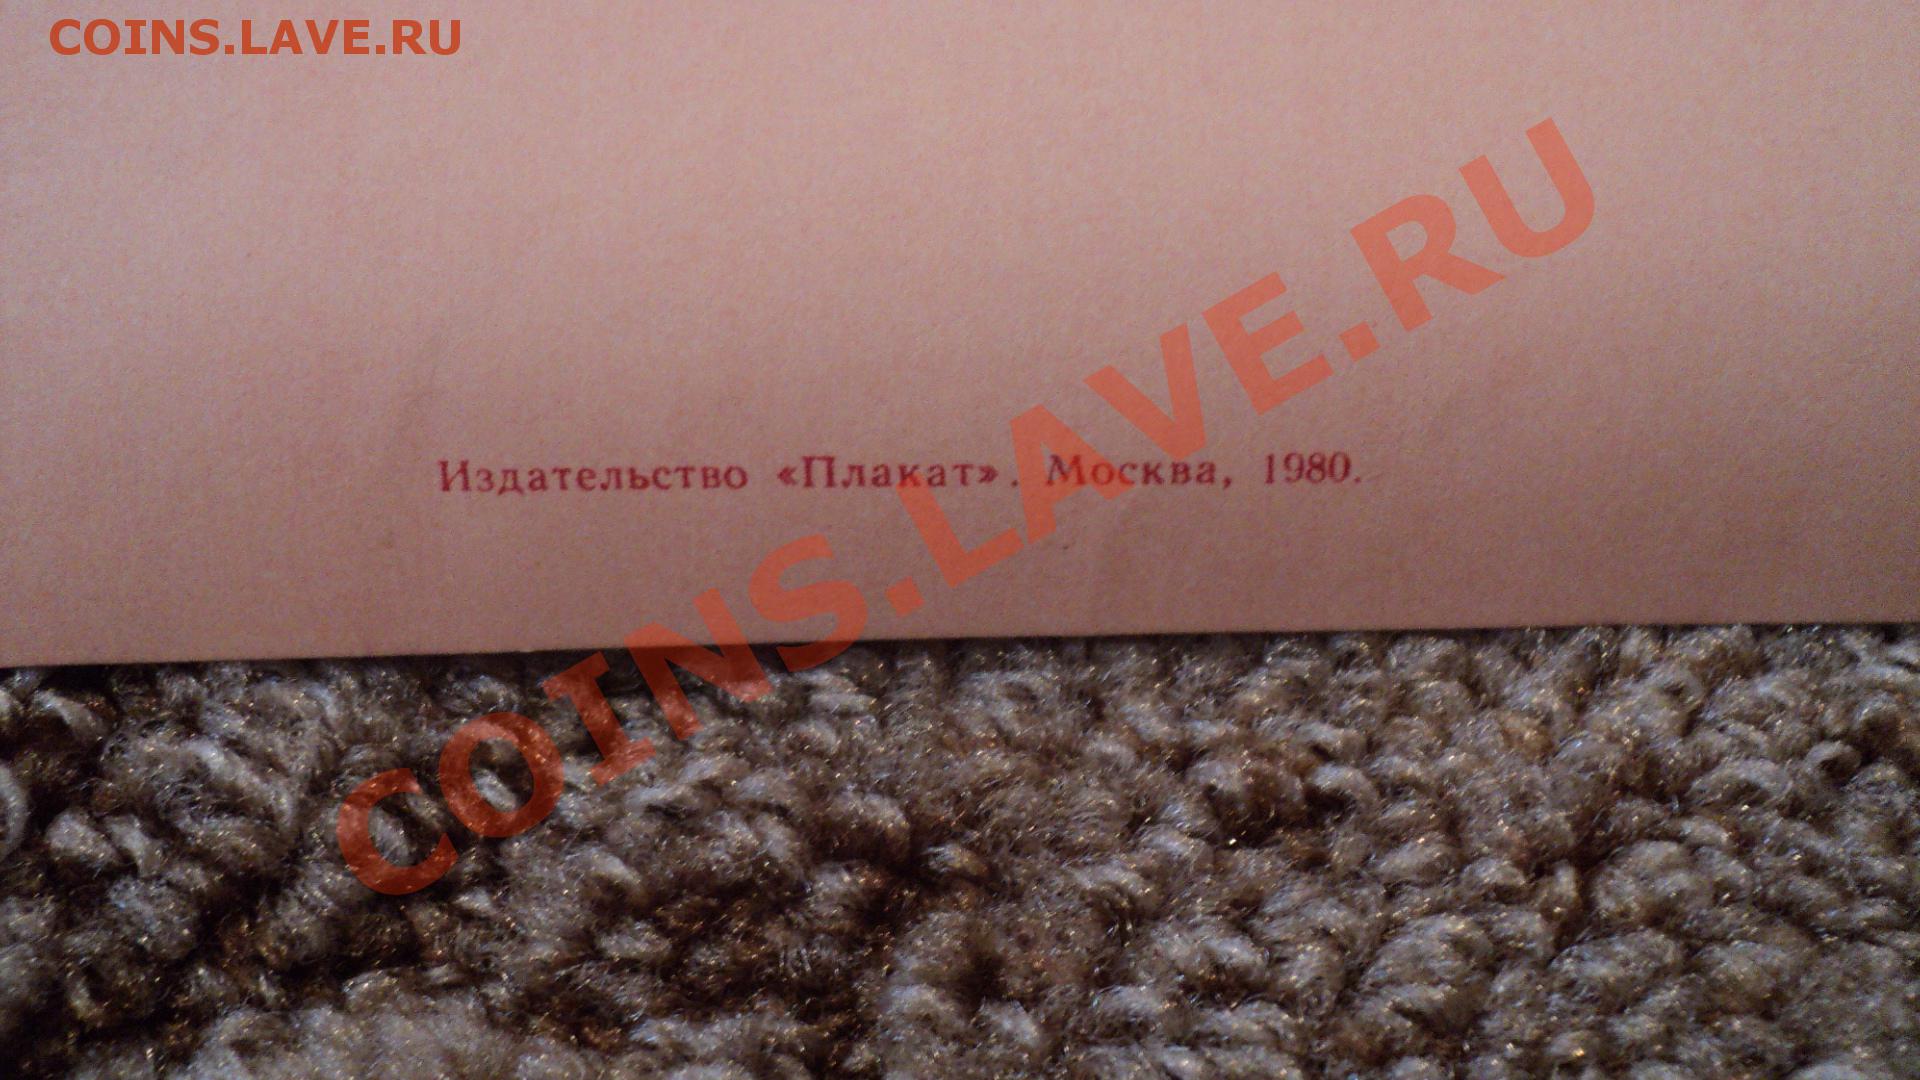 COINS.LAVE.RU
COINS.LAVE.RU
Издательство «Плакат». Москва, 1980.